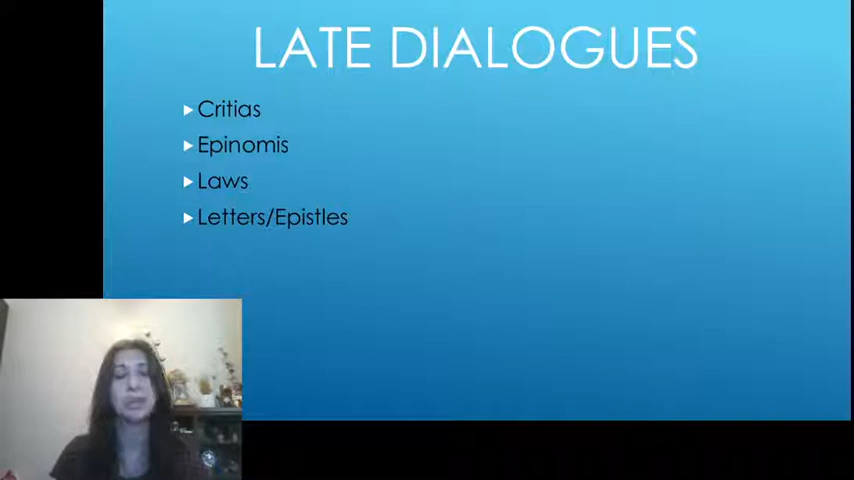 LATE DIALOGUES
Critias
Epinomis
Laws
Letters/Epistles